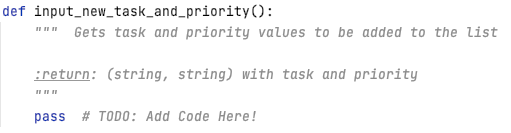 def input_new_task_and_priority():
    """  Gets task and priority values to be added to the list

    :return: (string, string) with task and priority
    """
    pass  # TODO: Add Code Here!